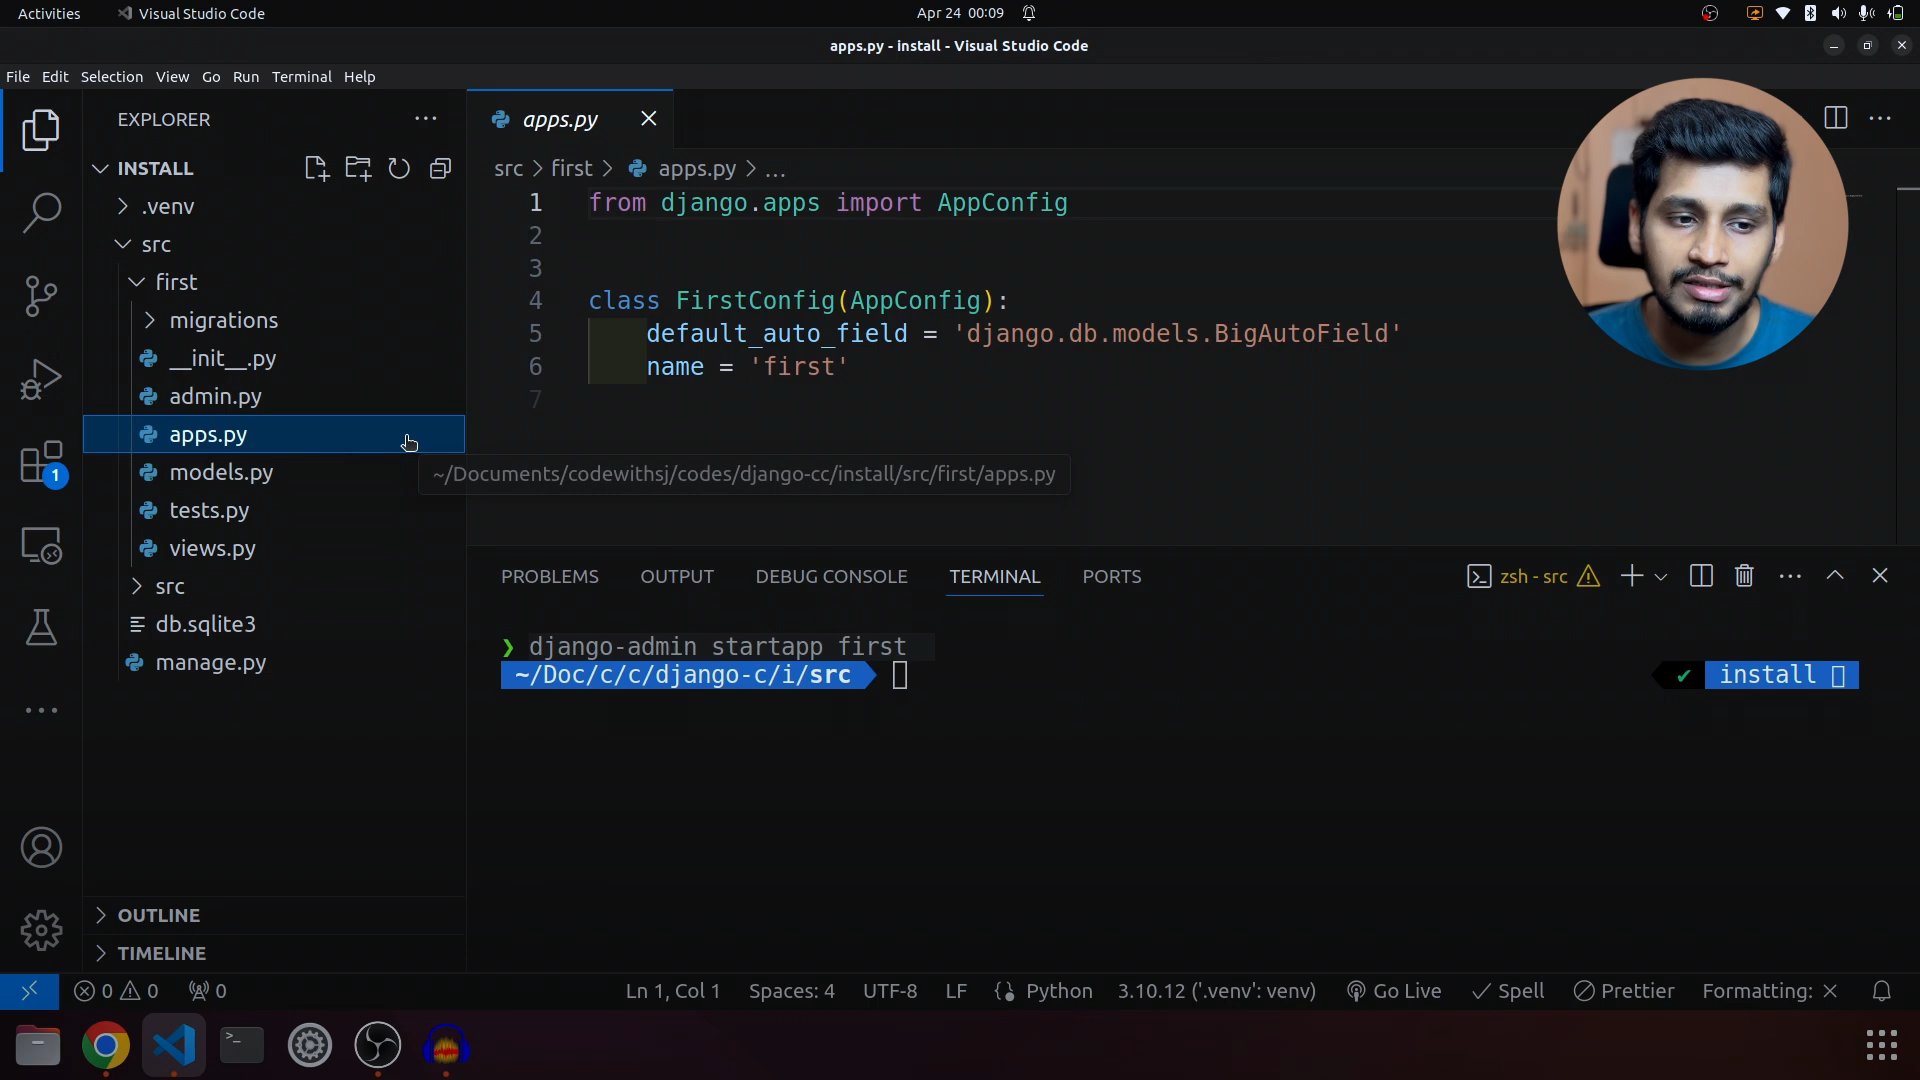 Activities
Visual Studio Code
Apr 24 00:09
apps.py - install - Visual Studio Code
File Edit Selection View Go Run Terminal Help
EXPLORER
INSTALL
.venv
src
first
migrations
__init__.py
admin.py
apps.py
models.py
tests.py
views.py
src
db.sqlite3
manage.py
OUTLINE
TIMELINE
1
apps.py
src > first > apps.py > ...
1 from django.apps import AppConfig
2
3
4 class FirstConfig(AppConfig):
5 default_auto_field = 'django.db.models.BigAutoField'
6 name = 'first'
7
~/Documents/codewithsj/codes/django-cc/install/src/first/apps.py
PROBLEMS OUTPUT DEBUG CONSOLE TERMINAL PORTS
zsh - src
❯ django-admin startapp first
~/Doc/c/c/django-c/i/src
✔ install
0 0 0
Ln 1, Col 1 Spaces: 4 UTF-8 LF Python 3.10.12 ('.venv': venv) Go Live Spell Prettier Formatting: ×